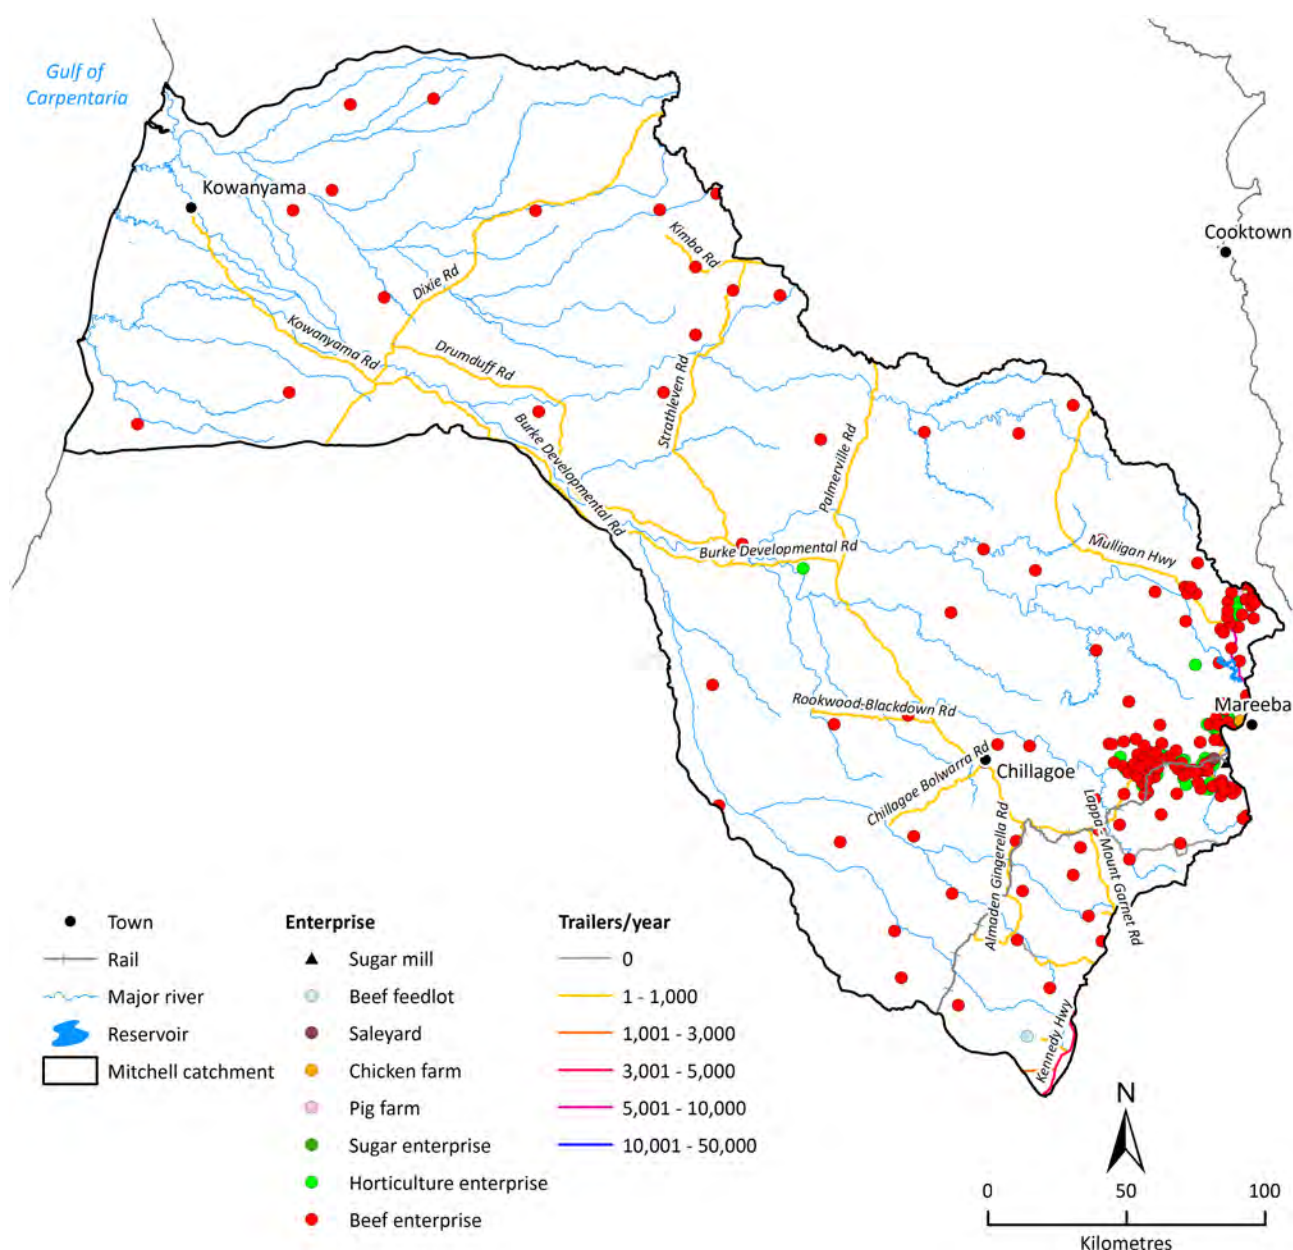 Gulf of
Carpentaria
Kowanyama
Cooktown
Kimba Rd
Dixie Rd
Kowanyama Rd
Drumduff Rd
Strathleven Rd
Burke Developmental Rd
Palmerville Rd
Burke Developmental Rd
Mulligan Hwy
Rookwood-Blackdown Rd
Mareeba
Chillagoe Bolwarra Rd
Chillagoe
Almaden Gingerella Rd
Lappa - Mount Garnet Rd
Kennedy Hwy
Town
Rail
Major river
Reservoir
Mitchell catchment
Enterprise
Sugar mill
Beef feedlot
Saleyard
Chicken farm
Pig farm
Sugar enterprise
Horticulture enterprise
Beef enterprise
Trailers/year
0
1 - 1,000
1,001 - 3,000
3,001 - 5,000
5,001 - 10,000
10,001 - 50,000
N
0 50 100
Kilometres